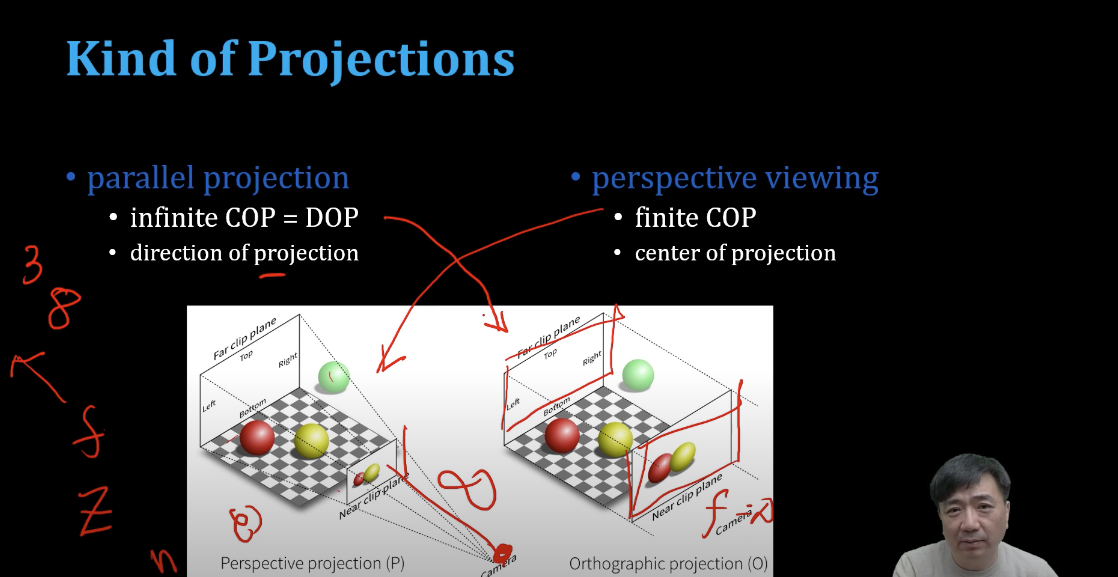 Kind of Projections
• parallel projection
• infinite COP = DOP
• direction of projection
• perspective viewing
• finite COP
• center of projection
3
8
f
Z
n
Far clip plane
Top
Right
Left
Bottom
Near clip plane
Camera
∞
Perspective projection (P)
Far clip plane
Top
Right
Left
Bottom
Near clip plane
Camera
f
Orthographic projection (O)